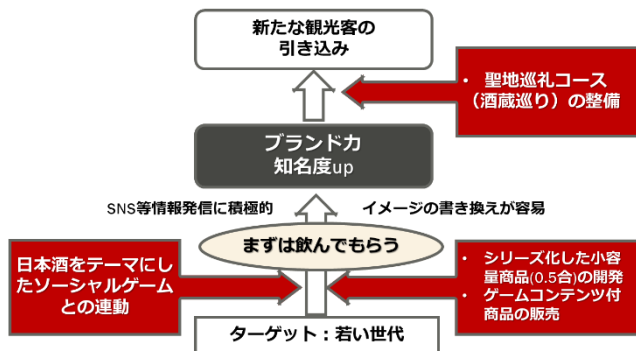 新たな観光客の
引き込み
・ 聖地巡礼コース
（酒蔵巡り）の整備
ブランド力
知名度up
SNS等情報発信に積極的
イメージの書き換えが容易
まずは飲んでもらう
日本酒をテーマにし
たソーシャルゲーム
との連動
・ シリーズ化した小容
量商品(0.5合)の開発
・ ゲームコンテンツ付
商品の販売
ターゲット：若い世代